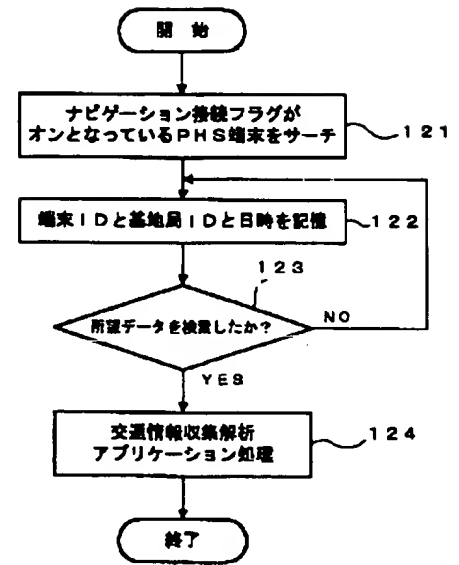 開 始
ナビゲーション接続フラグが
オンとなっているPHS端末をサーチ
121
端末IDと基地局IDと日時を記憶
122
123
所望データを検索したか?
NO
YES
交通情報収集解析
アプリケーション処理
124
終了